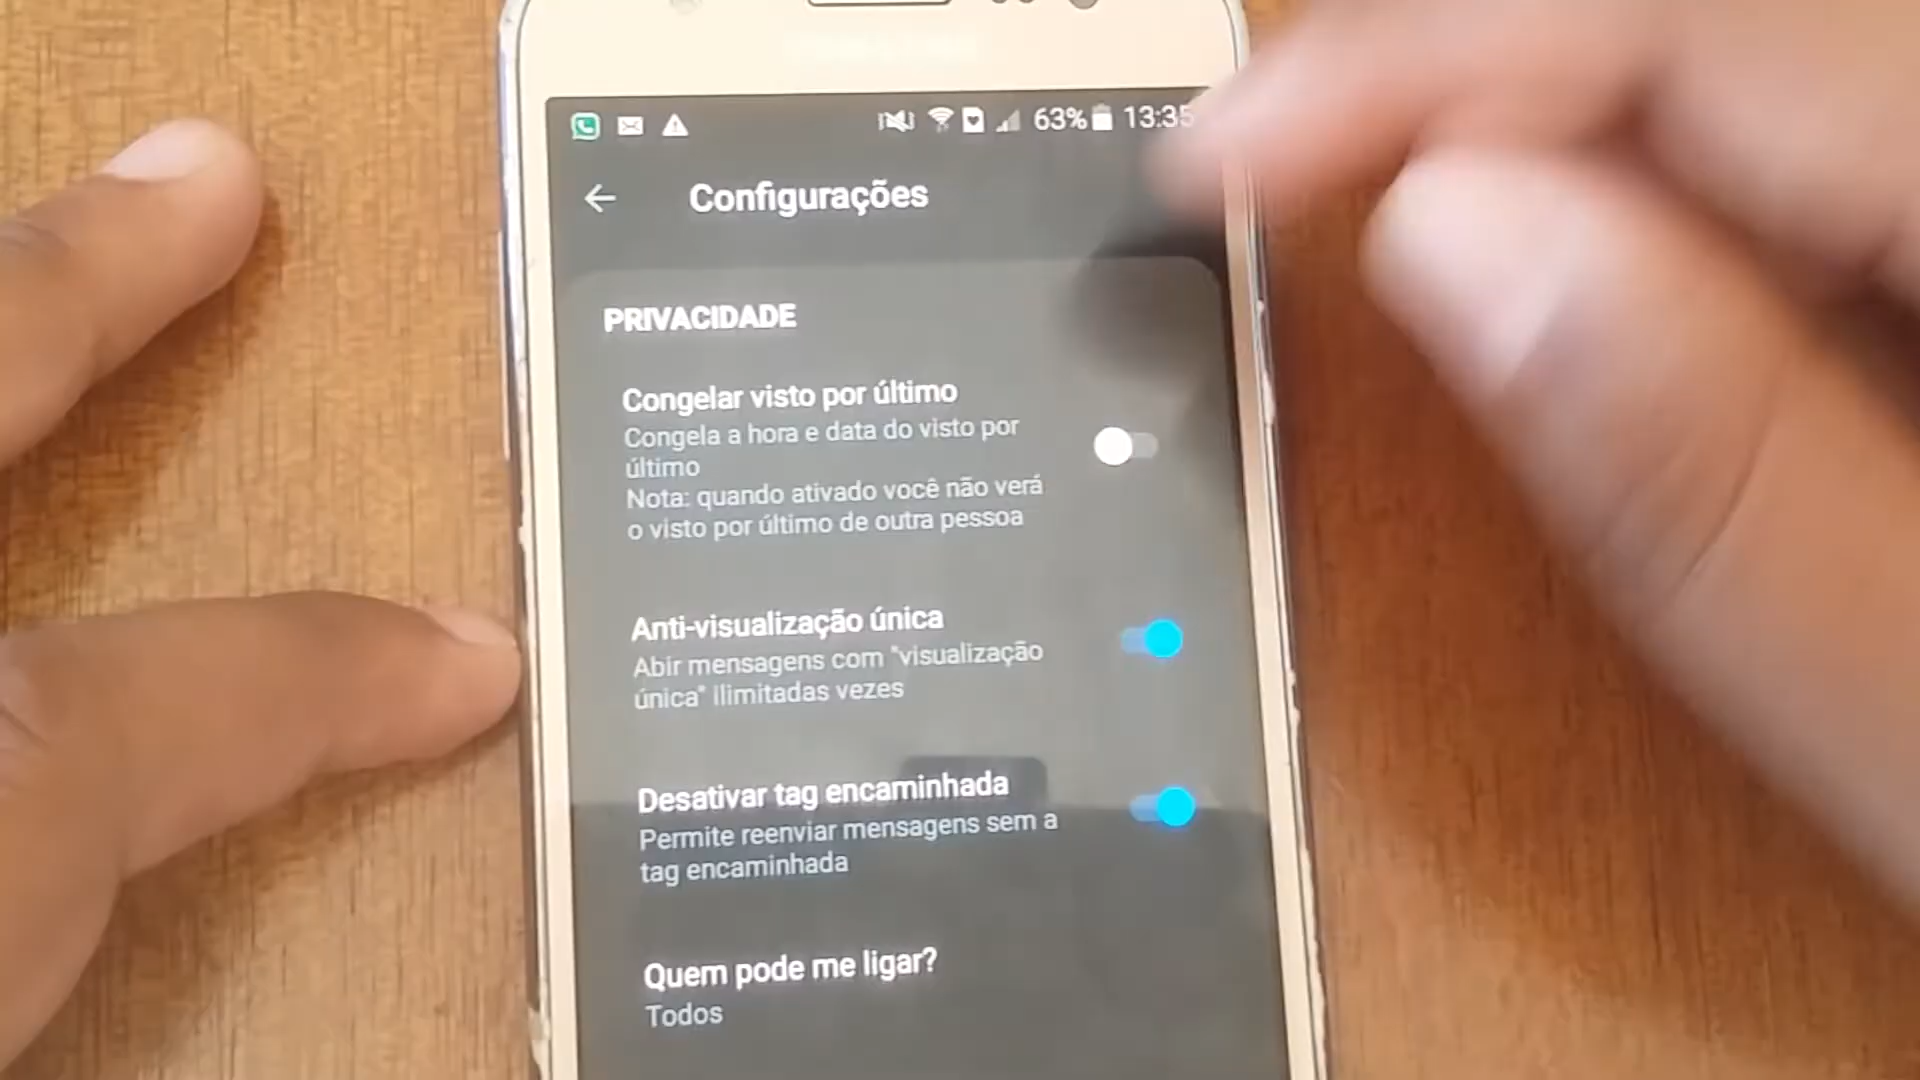 63% 13:35
Configurações
PRIVACIDADE
Congelar visto por último
Congela a hora e data do visto por
último
Nota: quando ativado você não verá
o visto por último de outra pessoa
Anti-visualização única
Abir mensagens com "visualização
única" ilimitadas vezes
Desativar tag encaminhada
Permite reenviar mensagens sem a
tag encaminhada
Quem pode me ligar?
Todos